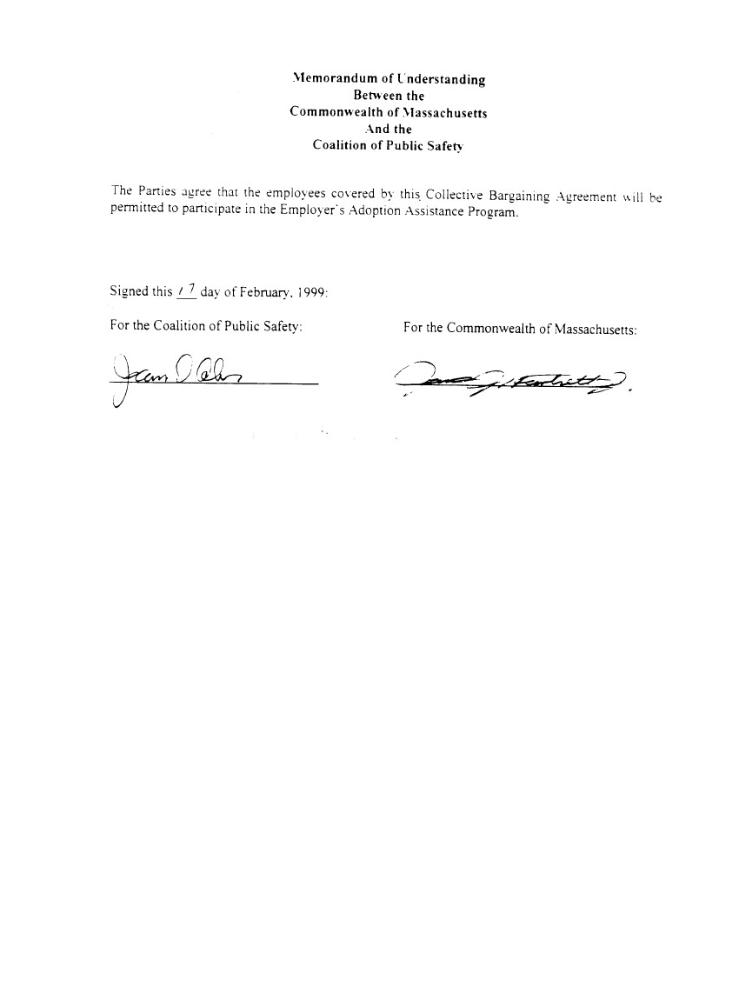 Memorandum of Understanding
Between the
Commonwealth of Massachusetts
And the
Coalition of Public Safety
The Parties agree that the employees covered by this Collective Bargaining Agreement will be
permitted to participate in the Employer's Adoption Assistance Program.
Signed this 17 day of February, 1999:
For the Coalition of Public Safety: For the Commonwealth of Massachusetts: